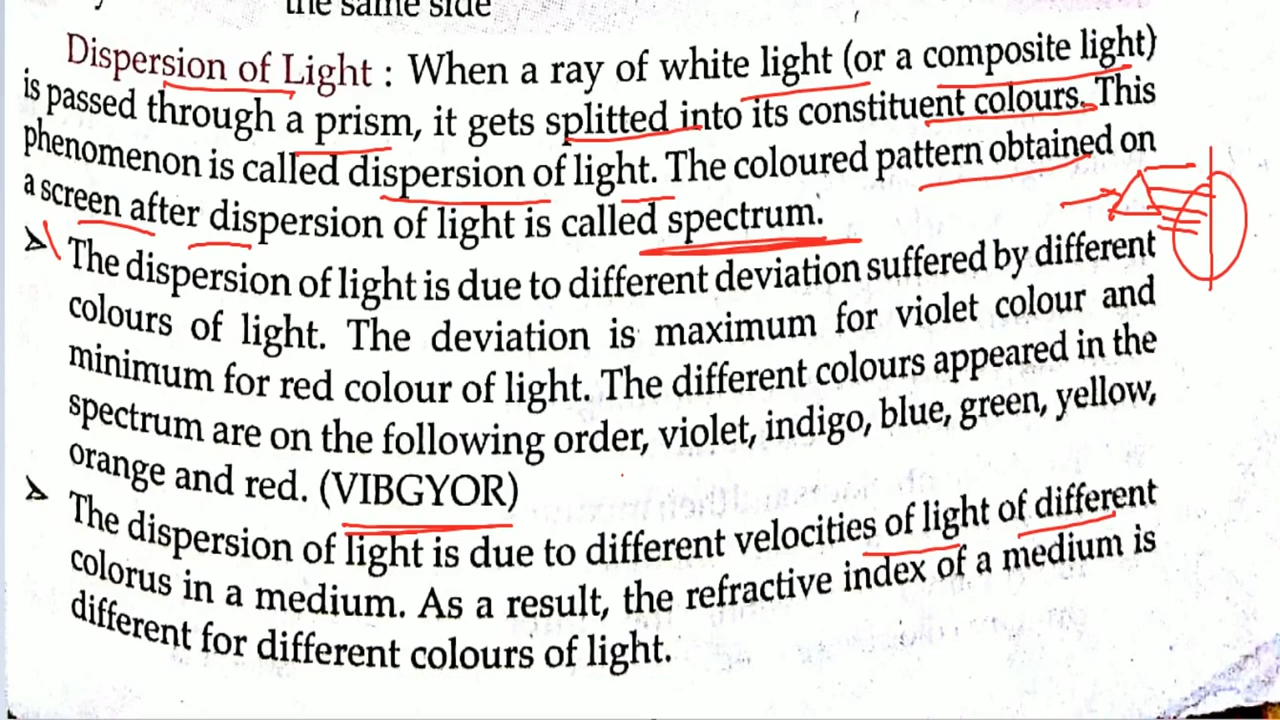 the same side
Dispersion of Light : When a ray of white light (or a composite light)
is passed through a prism, it gets splitted into its constituent colours. This
phenomenon is called dispersion of light. The coloured pattern obtained on
a screen after dispersion of light is called spectrum.
The dispersion of light is due to different deviation suffered by different
colours of light. The deviation is maximum for violet colour and
minimum for red colour of light. The different colours appeared in the
spectrum are on the following order, violet, indigo, blue, green, yellow,
orange and red. (VIBGYOR)
The dispersion of light is due to different velocities of light of different
colorus in a medium. As a result, the refractive index of a medium is
different for different colours of light.